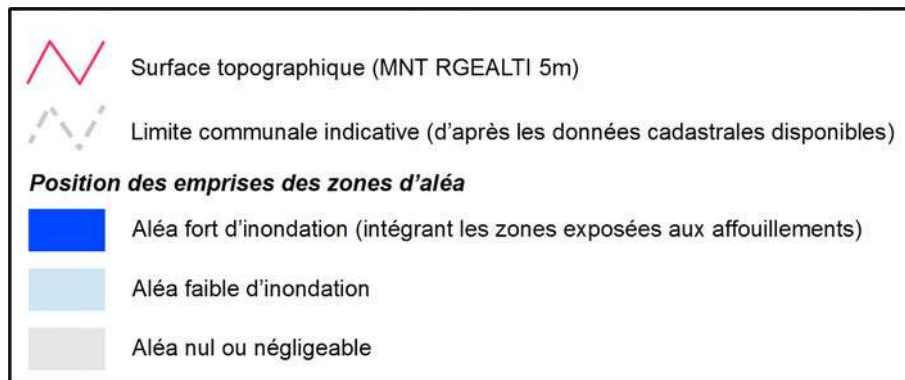 Surface topographique (MNT RGEALTI 5m)
Limite communale indicative (d'après les données cadastrales disponibles)
Position des emprises des zones d'aléa
Aléa fort d'inondation (intégrant les zones exposées aux affouillements)
Aléa faible d'inondation
Aléa nul ou négligeable